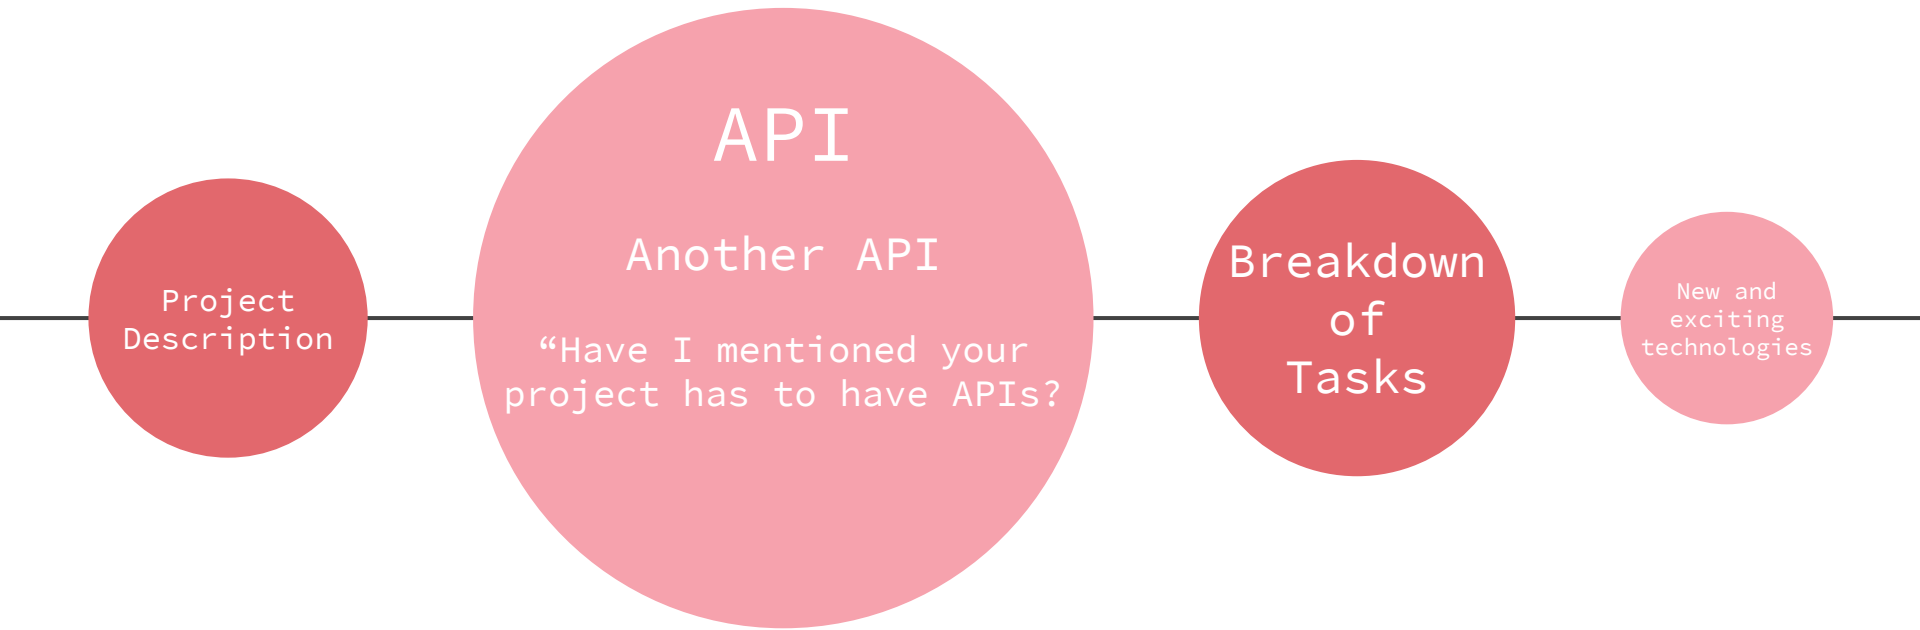 Project
Description
API
Another API
“Have I mentioned your
project has to have APIs?
Breakdown
of
Tasks
New and
exciting
technologies